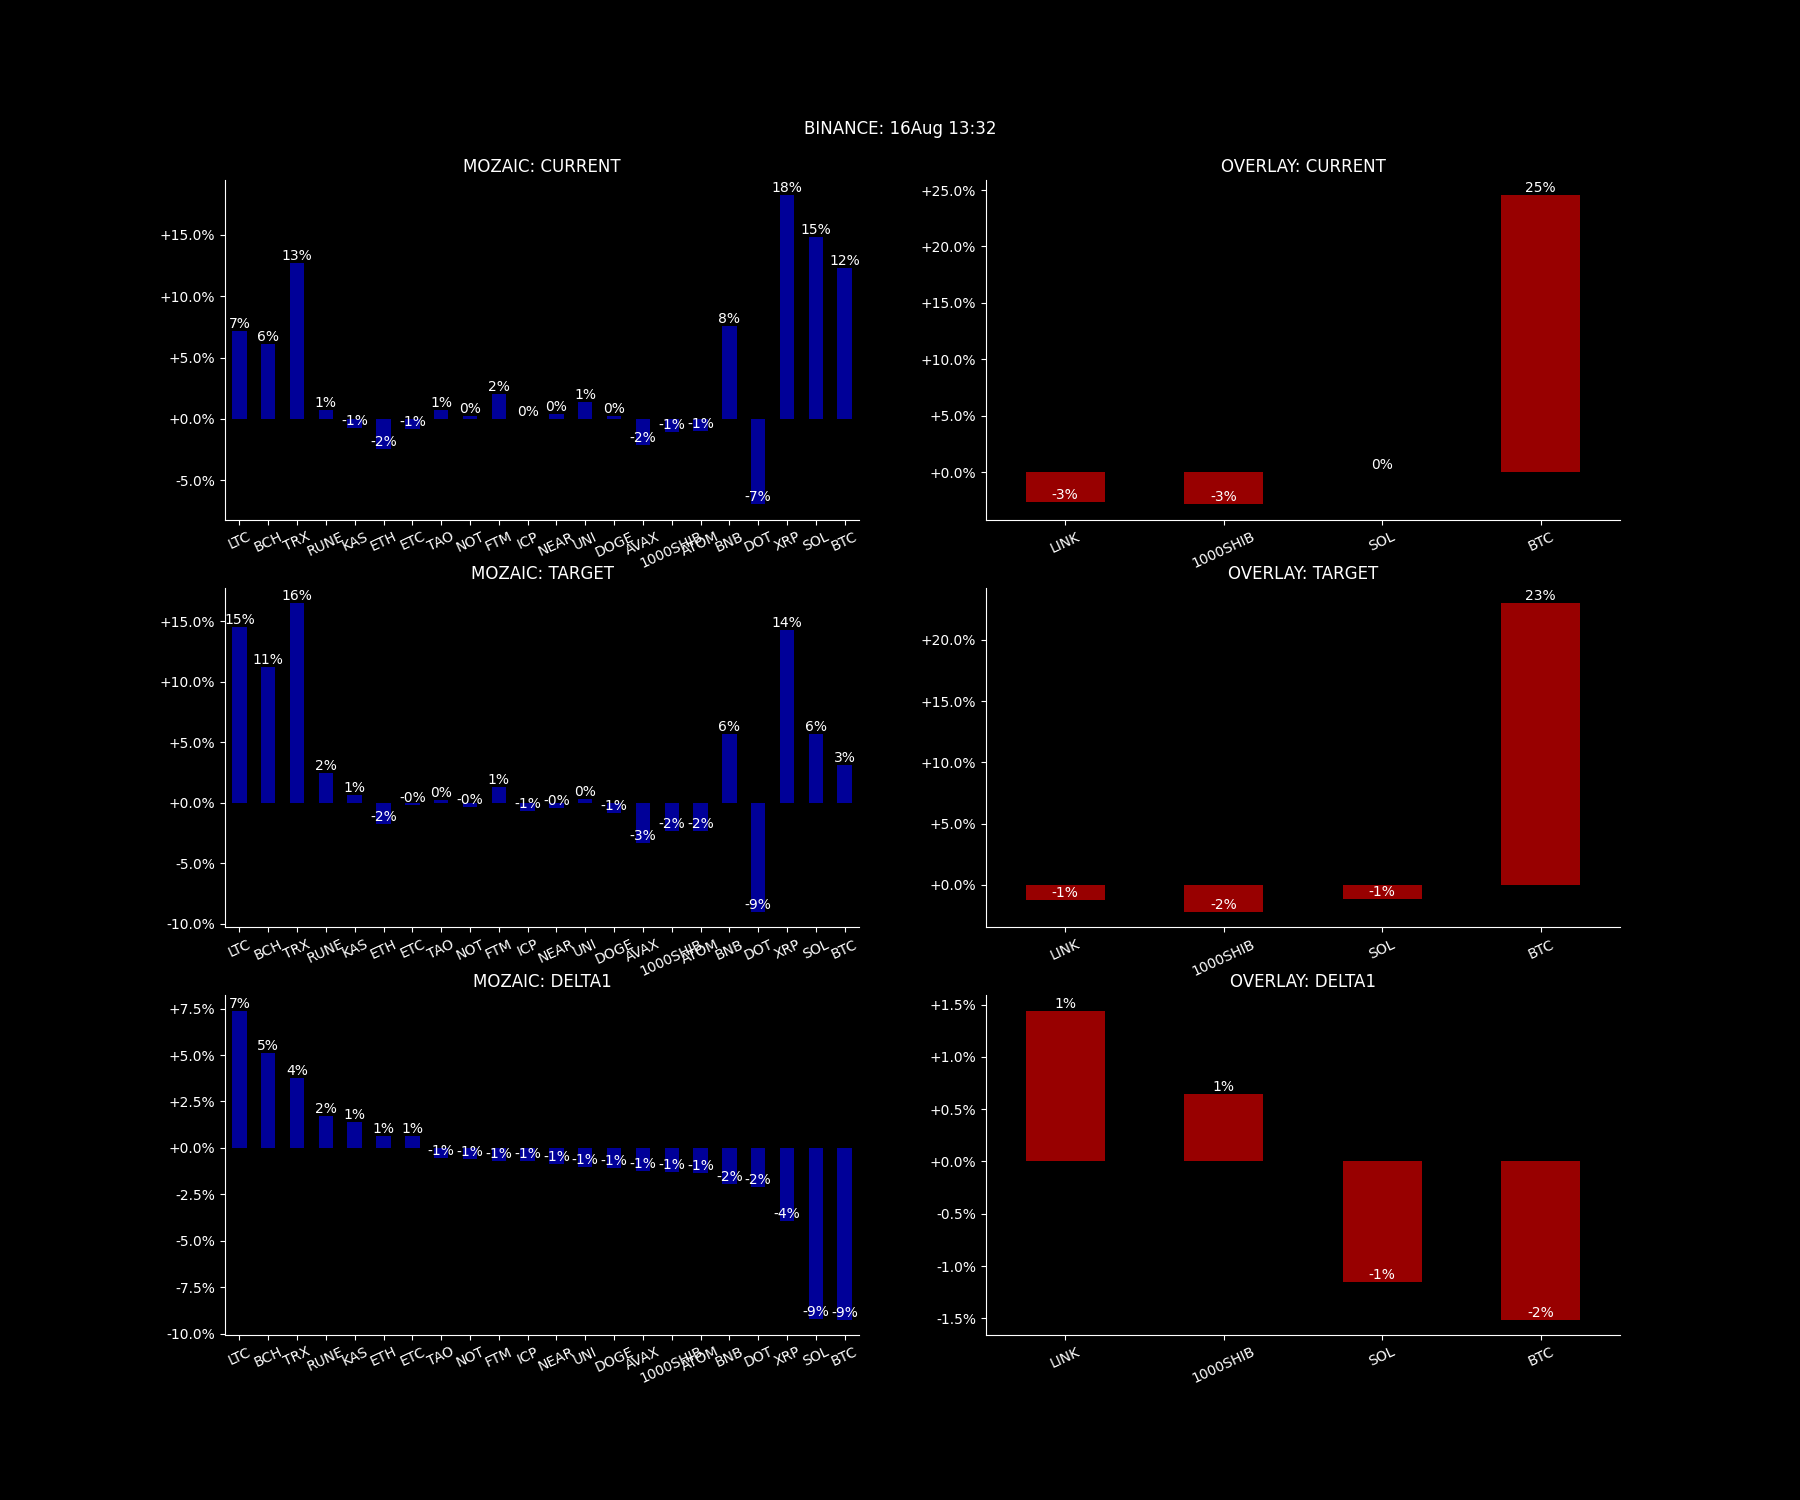 BINANCE: 16Aug 13:32
MOZAIC: CURRENT
+15.0%
+10.0%
+5.0%
+0.0%
-5.0%
7% 6% 13% 1% -1% -2% -1% 1% 0% 2% 0% 0% 1% 0% -2% -1% -1% 8% -7% 18% 15% 12%
LTC BCH TRX RUNE KAS ETH ETC TAO NOT FTM ICP NEAR UNI DOGE AVAX 1000SHIB ATOM BNB DOT XRP SOL BTC
OVERLAY: CURRENT
+25.0%
+20.0%
+15.0%
+10.0%
+5.0%
+0.0%
-3% -3% 0% 25%
LINK 1000SHIB SOL BTC
MOZAIC: TARGET
+15.0%
+10.0%
+5.0%
+0.0%
-5.0%
-10.0%
15% 11% 16% 2% 1% -2% -0% 0% -0% 1% -1% -0% 0% -1% -3% -2% -2% 6% -9% 14% 6% 3%
LTC BCH TRX RUNE KAS ETH ETC TAO NOT FTM ICP NEAR UNI DOGE AVAX 1000SHIB ATOM BNB DOT XRP SOL BTC
OVERLAY: TARGET
+20.0%
+15.0%
+10.0%
+5.0%
+0.0%
-1% -2% -1% 23%
LINK 1000SHIB SOL BTC
MOZAIC: DELTA1
+7.5%
+5.0%
+2.5%
+0.0%
-2.5%
-5.0%
-7.5%
-10.0%
7% 5% 4% 2% 1% 1% 1% -1% -1% -1% -1% -1% -1% -1% -1% -1% -1% -2% -2% -4% -9% -9%
LTC BCH TRX RUNE KAS ETH ETC TAO NOT FTM ICP NEAR UNI DOGE AVAX 1000SHIB ATOM BNB DOT XRP SOL BTC
OVERLAY: DELTA1
+1.5%
+1.0%
+0.5%
+0.0%
-0.5%
-1.0%
-1.5%
1% 1% -1% -2%
LINK 1000SHIB SOL BTC